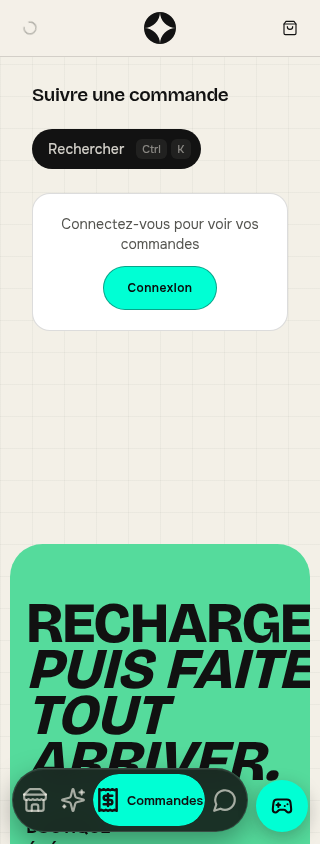 Suivre une commande
Rechercher Ctrl K
Connectez-vous pour voir vos
commandes
Connexion
RECHARGE
PUIS FAITE
TOUT
ARRIVER.
Commandes